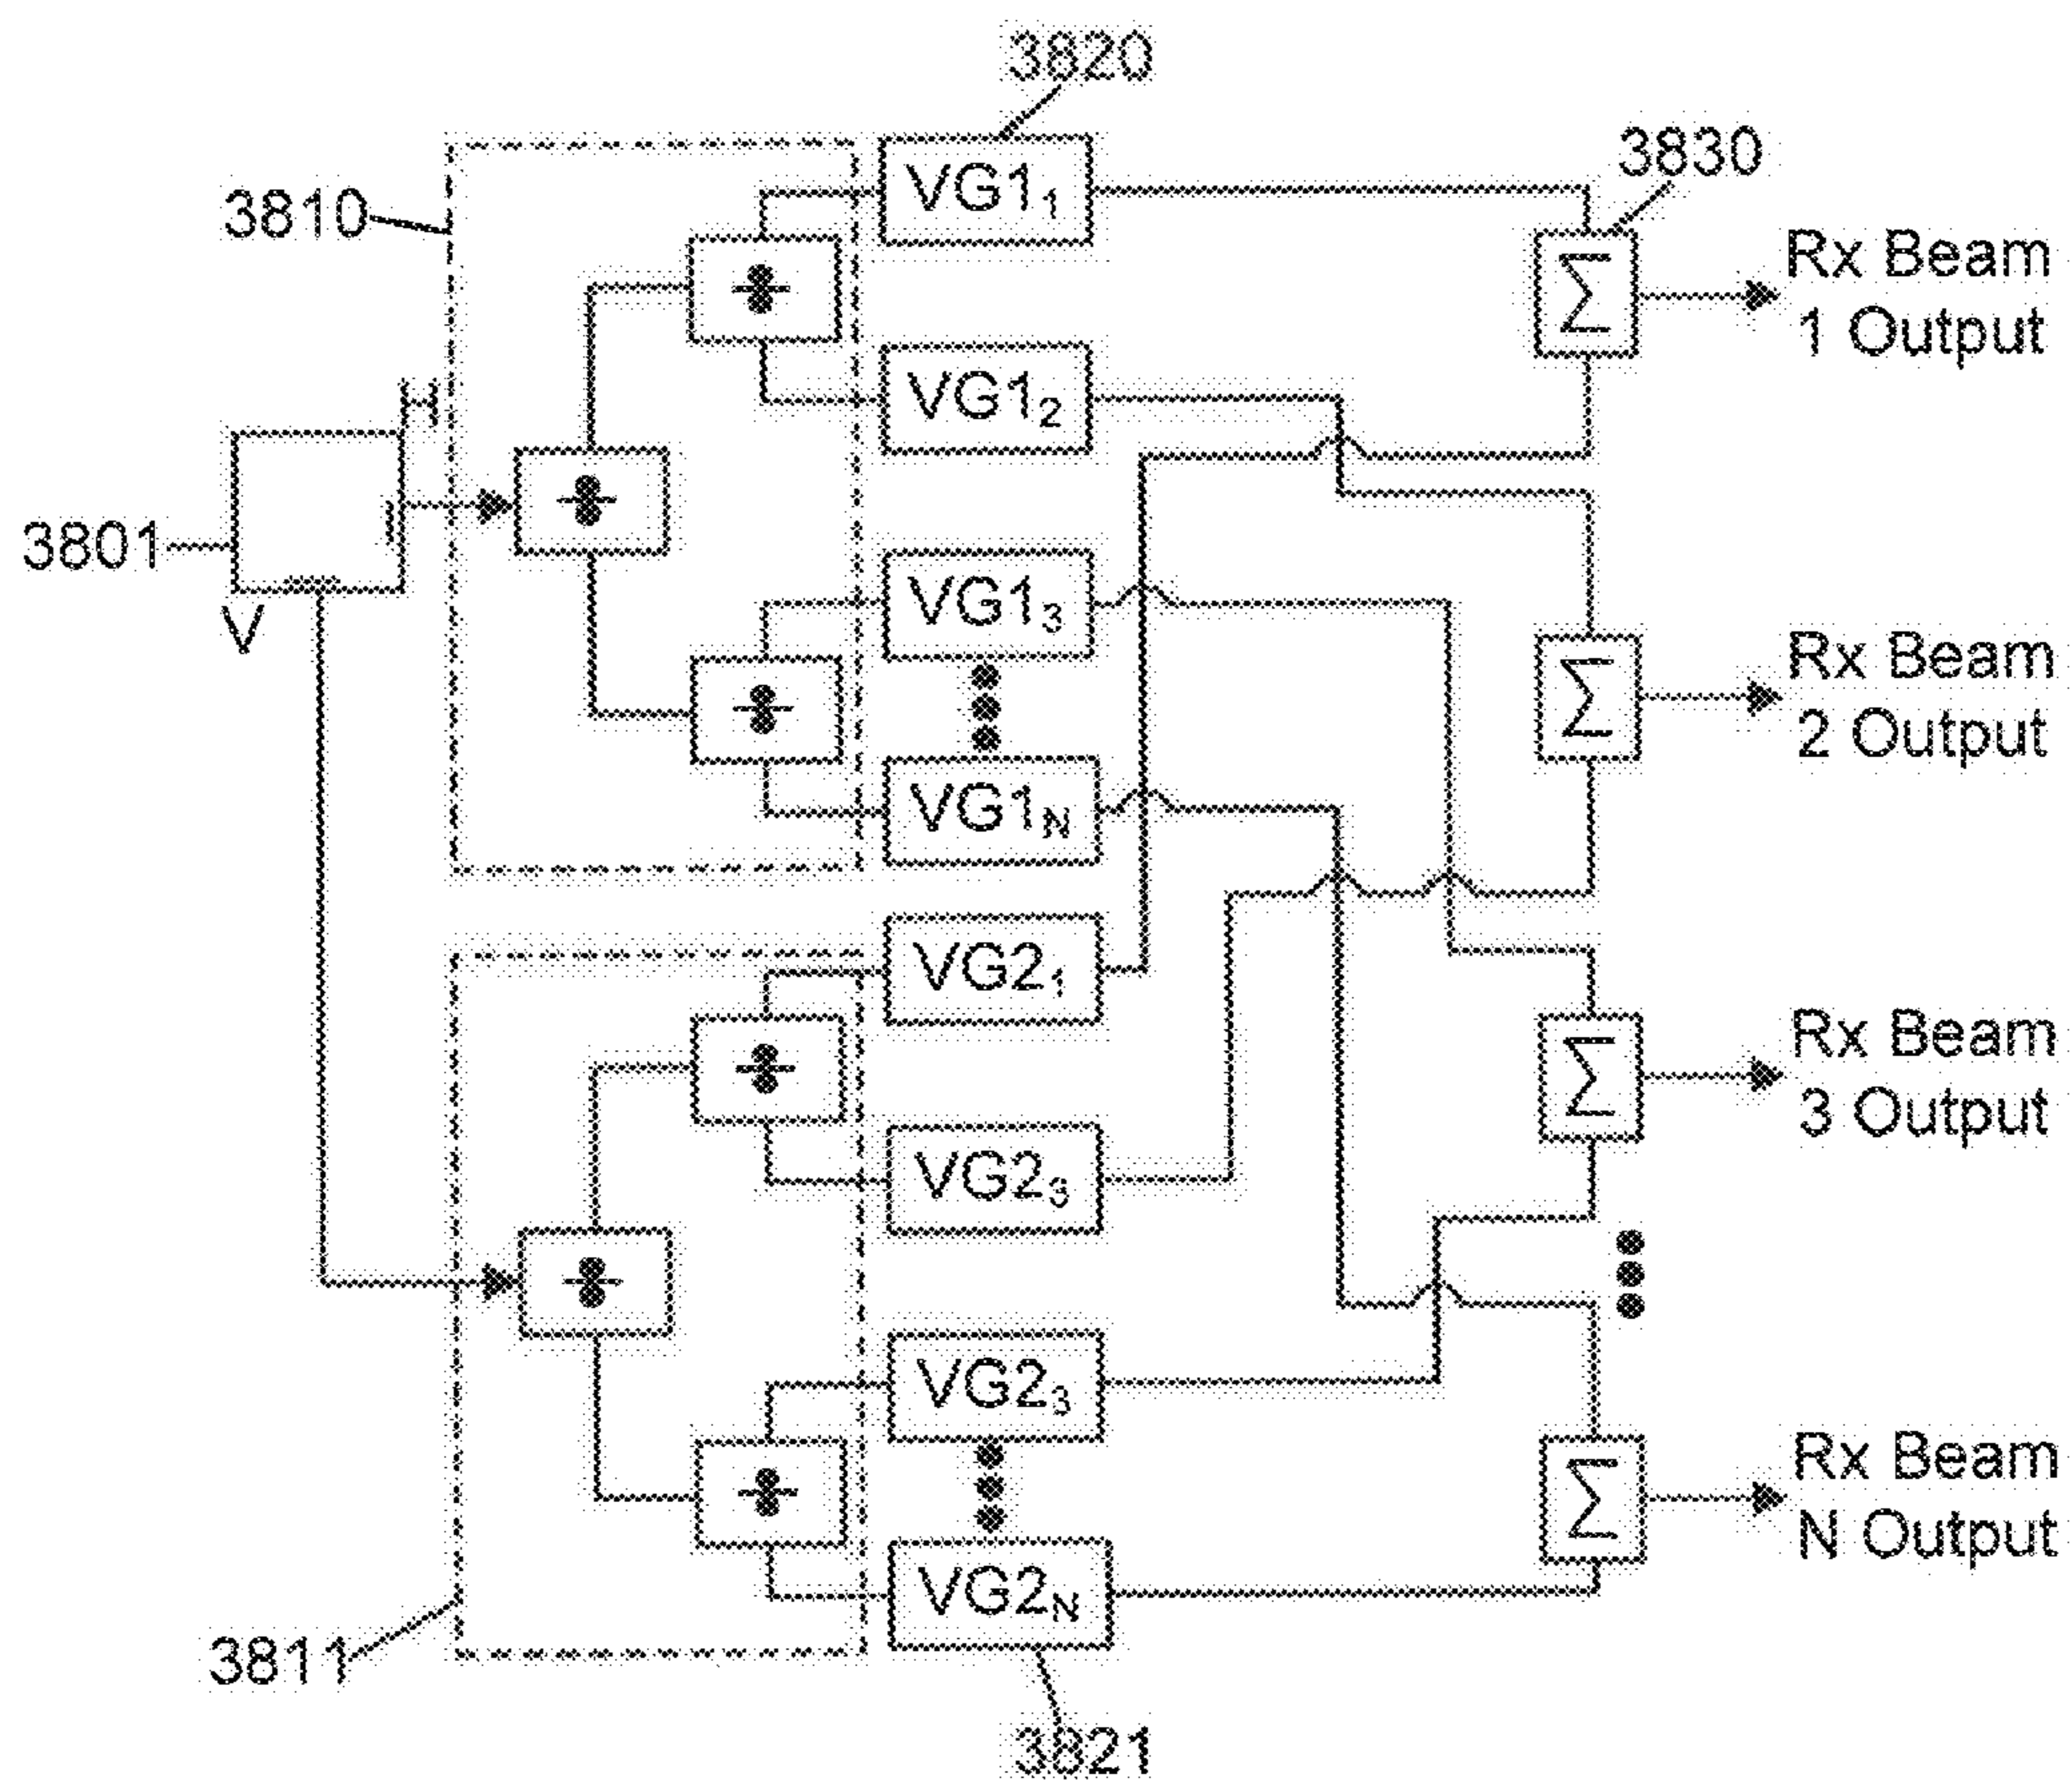 3820
3830
3810
VG1₁
Σ
Rx Beam
1 Output
÷
H
VG1₂
÷
3801
V
VG1₃
Σ
Rx Beam
2 Output
÷
VG1ₙ
VG2₁
÷
Σ
Rx Beam
3 Output
VG2₃
÷
VG2₃
÷
Σ
Rx Beam
N Output
VG2ₙ
3811
3821